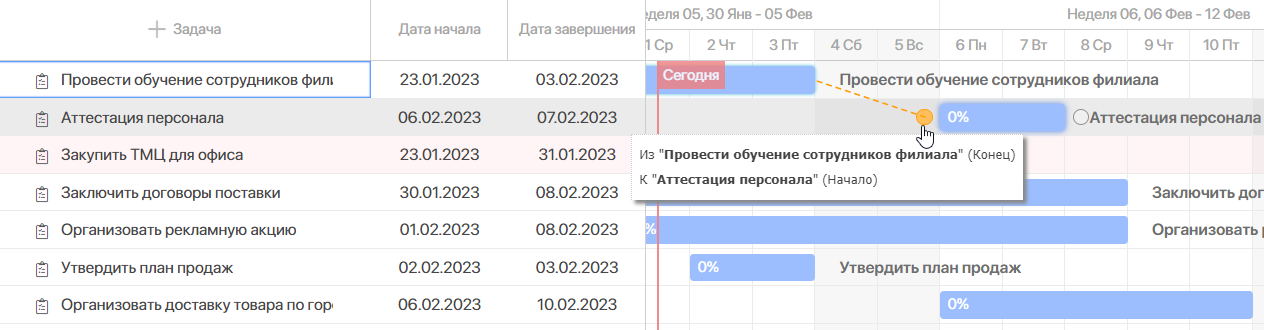 Задача Дата начала Дата завершения
еделя 05, 30 Янв - 05 Фев Неделя 06, 06 Фев - 12 Фев
1 Ср 2 Чт 3 Пт 4 Сб 5 Вс 6 Пн 7 Вт 8 Ср 9 Чт 10 Пт
Провести обучение сотрудников фили 23.01.2023 03.02.2023 Сегодня Провести обучение сотрудников филиала
Аттестация персонала 06.02.2023 07.02.2023 0% Аттестация персонала
Закупить ТМЦ для офиса 23.01.2023 31.01.2023
Из "Провести обучение сотрудников филиала" (Конец)
К "Аттестация персонала" (Начало)
Заключить договоры поставки 30.01.2023 08.02.2023 Заключить дог
Организовать рекламную акцию 01.02.2023 08.02.2023 % Организовать р
Утвердить план продаж 02.02.2023 03.02.2023 0% Утвердить план продаж
Организовать доставку товара по горо 06.02.2023 10.02.2023 0%